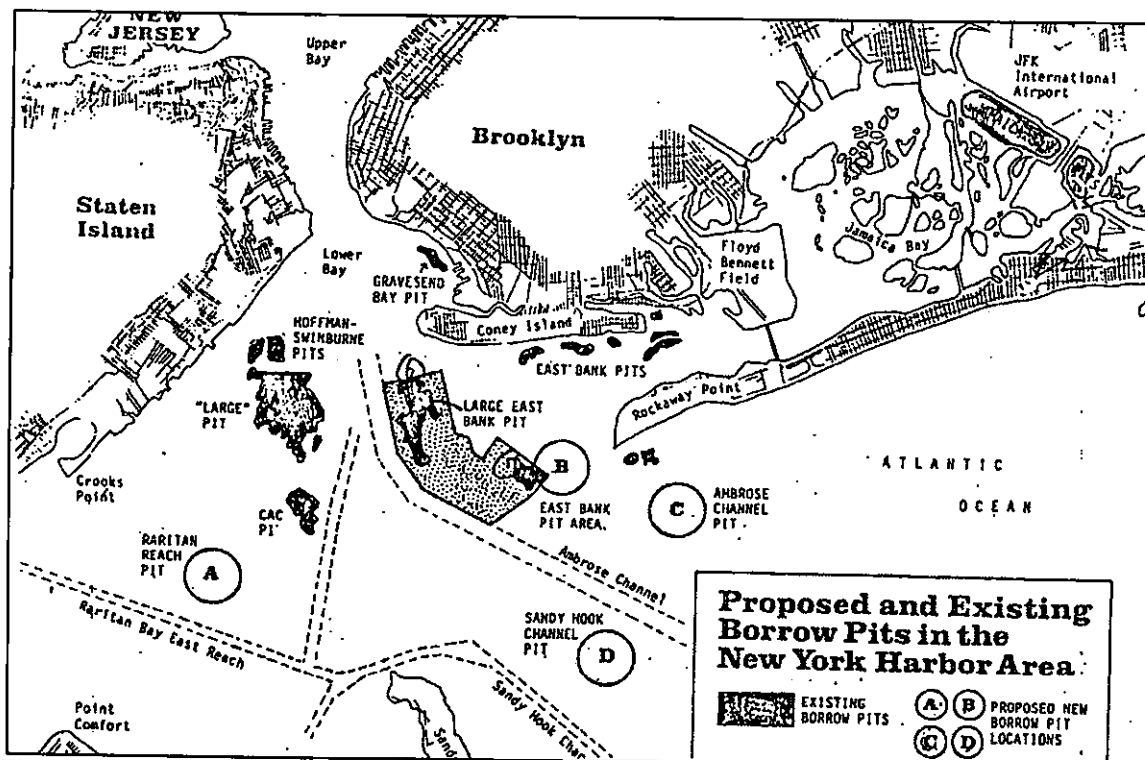 NEW
JERSEY
Upper
Bay
JFK
International
Airport
Brooklyn
Staten
Island
Lower
Bay
GRAVESEND
BAY PIT
Floyd
Bennett
Field
Jamaica Bay
HOFFMAN-
SWINBURNE
PITS
Coney Island
EAST BANK PITS
"LARGE"
PIT
LARGE EAST
BANK PIT
Rockaway Point
B
ATLANTIC
OCEAN
Crooks
Point
CAC
PIT
EAST BANK
PIT AREA
C
AMBROSE
CHANNEL
PIT
RARITAN
REACH
PIT
A
Ambrose Channel
Raritan Bay East Reach
SANDY HOOK
CHANNEL
PIT
D
Sandy Hook Char
Sand
Point
Comfort
Proposed and Existing
Borrow Pits in the
New York Harbor Area
EXISTING
BORROW PITS
A B
C D
PROPOSED NEW
BORROW PIT
LOCATIONS